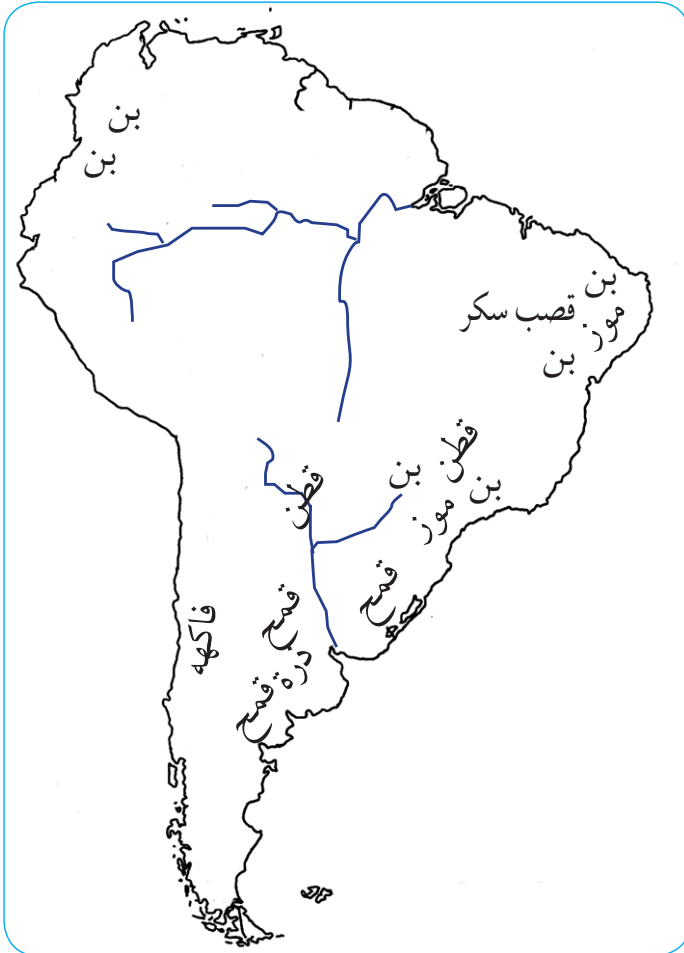 بن
بن
بن
قصب سكر
موز
بن
قطن
بن
بن
قطن
موز
قمح
قمح
فاكهه
ذرة
قمح